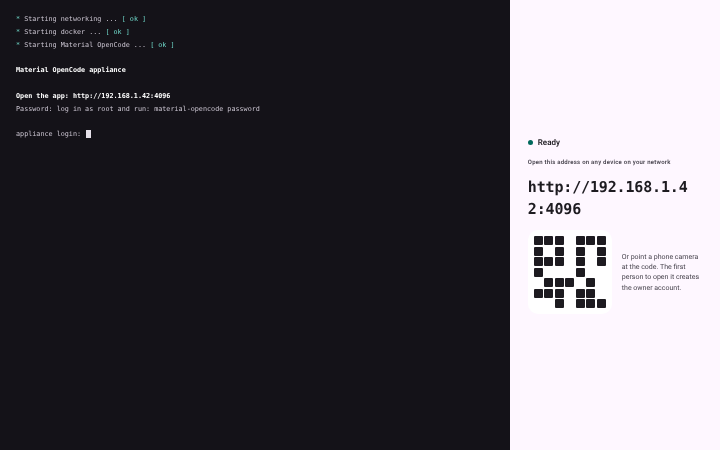 * Starting networking ... [ ok ]
* Starting docker ... [ ok ]
* Starting Material OpenCode ... [ ok ]
Material OpenCode appliance
Open the app: http://192.168.1.42:4096
Password: log in as root and run: material-opencode password
appliance login:
Ready
Open this address on any device on your network
http://192.168.1.4
2:4096
Or point a phone camera
at the code. The first
person to open it creates
the owner account.